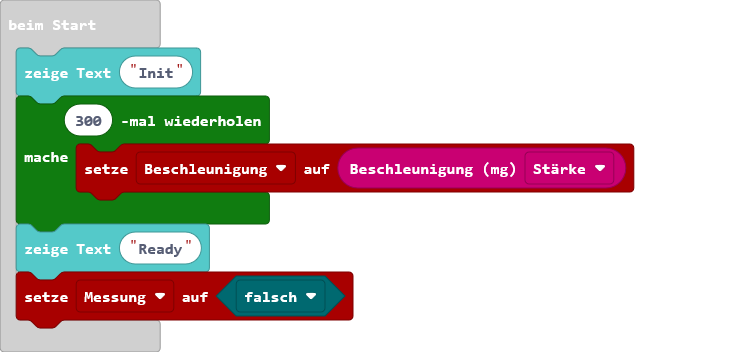 beim Start
zeige Text "Init"
300 -mal wiederholen
mache setze Beschleunigung auf Beschleunigung (mg) Stärke
zeige Text "Ready"
setze Messung auf falsch